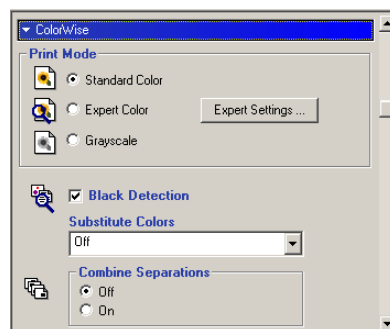 ColorWise
Print Mode
Standard Color
Expert Color
Expert Settings ...
Grayscale
Black Detection
Substitute Colors
Off
Combine Separations
Off
On